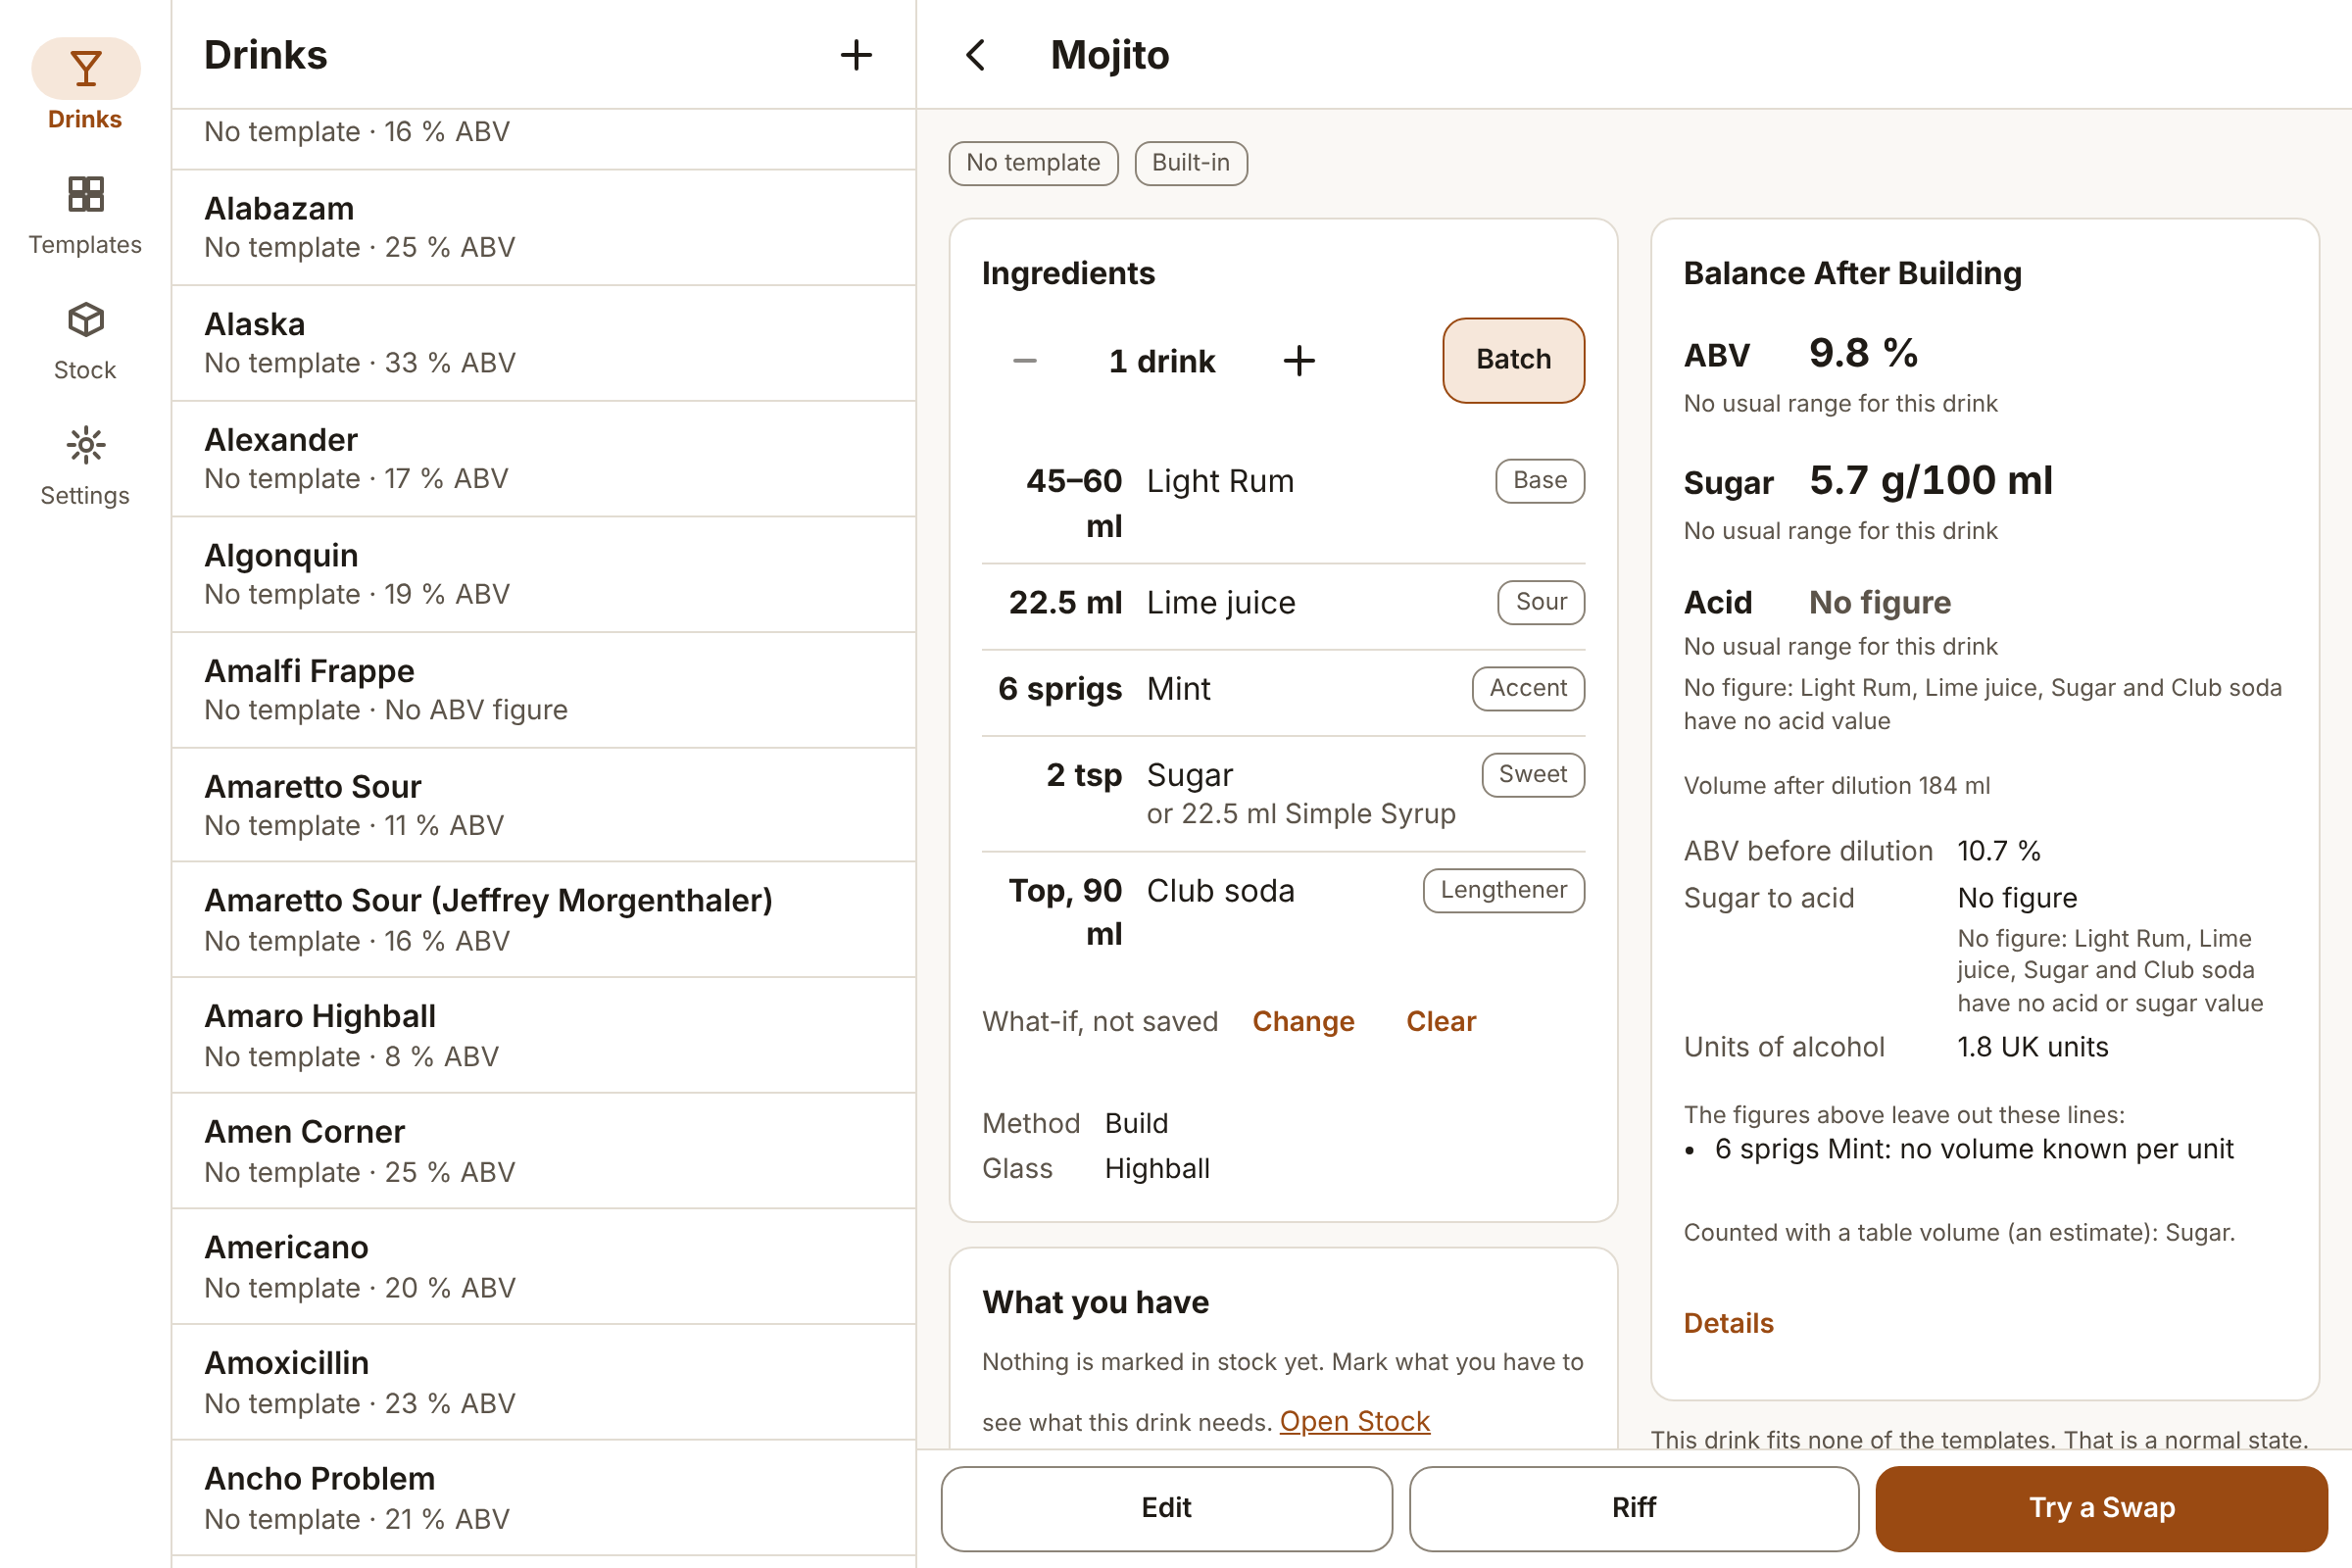 Drinks
Templates
Stock
Settings
Drinks
No template · 16 % ABV
Alabazam
No template · 25 % ABV
Alaska
No template · 33 % ABV
Alexander
No template · 17 % ABV
Algonquin
No template · 19 % ABV
Amalfi Frappe
No template · No ABV figure
Amaretto Sour
No template · 11 % ABV
Amaretto Sour (Jeffrey Morgenthaler)
No template · 16 % ABV
Amaro Highball
No template · 8 % ABV
Amen Corner
No template · 25 % ABV
Americano
No template · 20 % ABV
Amoxicillin
No template · 23 % ABV
Ancho Problem
No template · 21 % ABV
Mojito
No template
Built-in
Ingredients
1 drink
Batch
45–60 ml Light Rum Base
22.5 ml Lime juice Sour
6 sprigs Mint Accent
2 tsp Sugar Sweet
or 22.5 ml Simple Syrup
Top, 90 ml Club soda Lengthener
What-if, not saved Change Clear
Method Build
Glass Highball
What you have
Nothing is marked in stock yet. Mark what you have to
see what this drink needs. Open Stock
Balance After Building
ABV 9.8 %
No usual range for this drink
Sugar 5.7 g/100 ml
No usual range for this drink
Acid No figure
No usual range for this drink
No figure: Light Rum, Lime juice, Sugar and Club soda
have no acid value
Volume after dilution 184 ml
ABV before dilution 10.7 %
Sugar to acid No figure
No figure: Light Rum, Lime
juice, Sugar and Club soda
have no acid or sugar value
Units of alcohol 1.8 UK units
The figures above leave out these lines:
• 6 sprigs Mint: no volume known per unit
Counted with a table volume (an estimate): Sugar.
Details
This drink fits none of the templates. That is a normal state.
Edit
Riff
Try a Swap